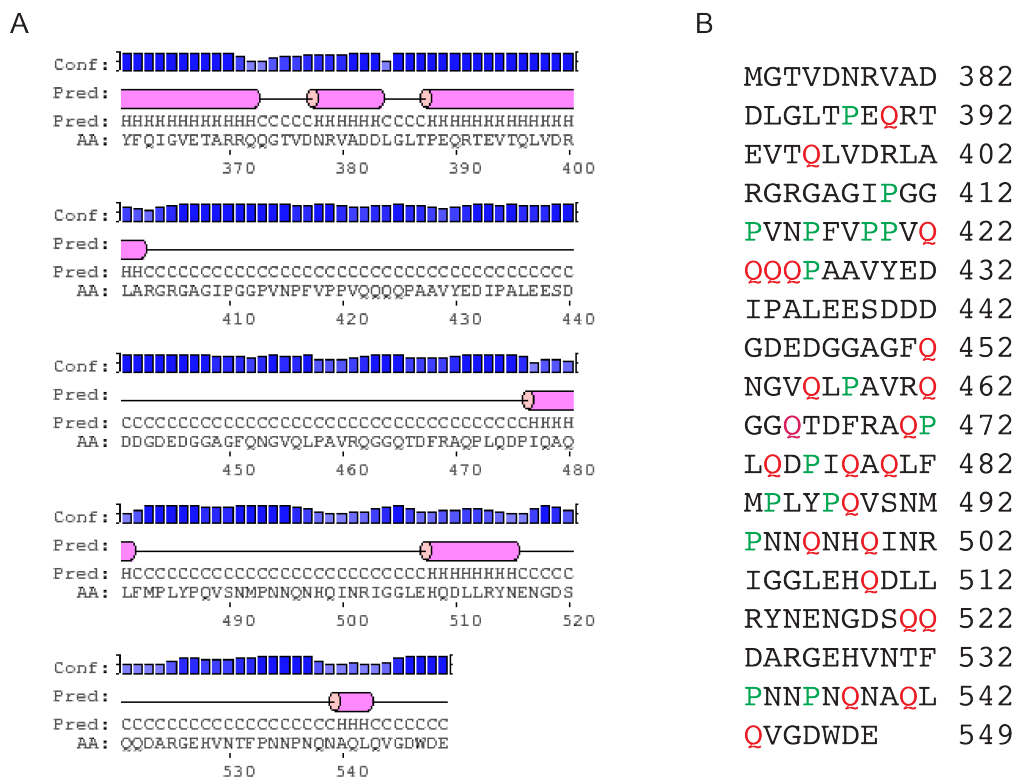 A
Conf:
Pred:
Pred: HHHHHHHHHHHHCCCCCHHHHHHCCCCHHHHHHHHHHHHH
AA: YFQIGVETARRQQGTVDNRVADDLGLTPEQRTEVTQLVDR
370 380 390 400
Conf:
Pred:
Pred: HHCCCCCCCCCCCCCCCCCCCCCCCCCCCCCCCCCCCCCC
AA: LARGRGAGIPGGPVNPFVPPVQQQQPAAVYEDIPALEESD
410 420 430 440
Conf:
Pred:
Pred: CCCCCCCCCCCCCCCCCCCCCCCCCCCCCCCCCCCCHHHH
AA: DDGDEDGGAGFQNGVQLPAVRQGGQTDFRAQPLQDPIQAQ
450 460 470 480
Conf:
Pred:
Pred: HCCCCCCCCCCCCCCCCCCCCCCCCCCHHHHHHHHCCCCC
AA: LFMPLYPQVSNMPNNQNHQINRIGGLEHQDLLRYNENGDS
490 500 510 520
Conf:
Pred:
Pred: CCCCCCCCCCCCCCCCCCCHHHCCCCCCC
AA: QQDARGEHVNTFPNNPNQNAQLQVGDWDE
530 540
B
MGTVDNRVAD 382
DLGLTPEQRT 392
EVTQLVDRLA 402
RGRGAGIPGG 412
PVNPFVPPVQ 422
QQQPAAVYED 432
IPALEESDDD 442
GDEDGGAGFQ 452
NGVQLPAVRQ 462
GGQTDFRAQP 472
LQDPIQAQLF 482
MPLYPQVSNM 492
PNNQNHQINR 502
IGGLEHQDLL 512
RYNENGDSQQ 522
DARGEHVNTF 532
PNNPNQNAQL 542
QVGDWDE 549